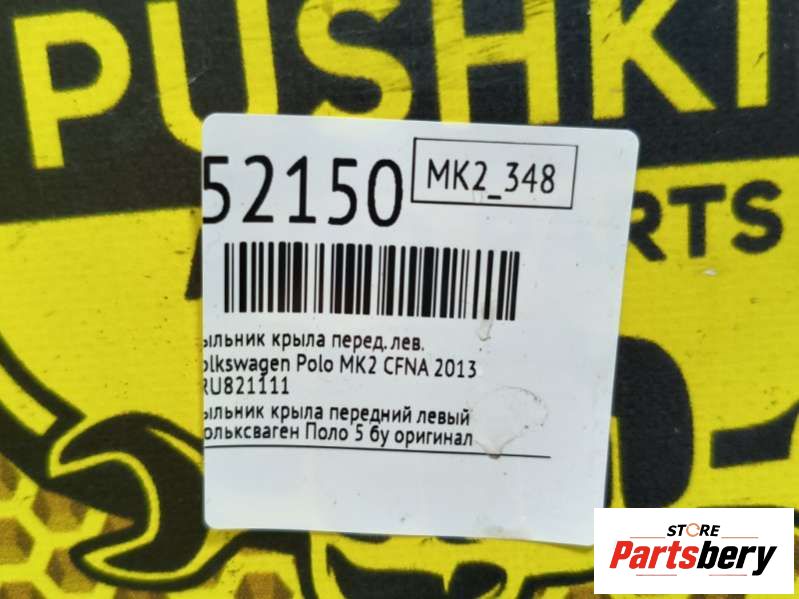 PUSHKI
RTS
52150
MK2_348
ыльник крыла перед. лев.
olkswagen Polo MK2 CFNA 2013
RU821111
ыльник крыла передний левый
ольксваген Поло 5 бу оригинал
STORE
Partsbery